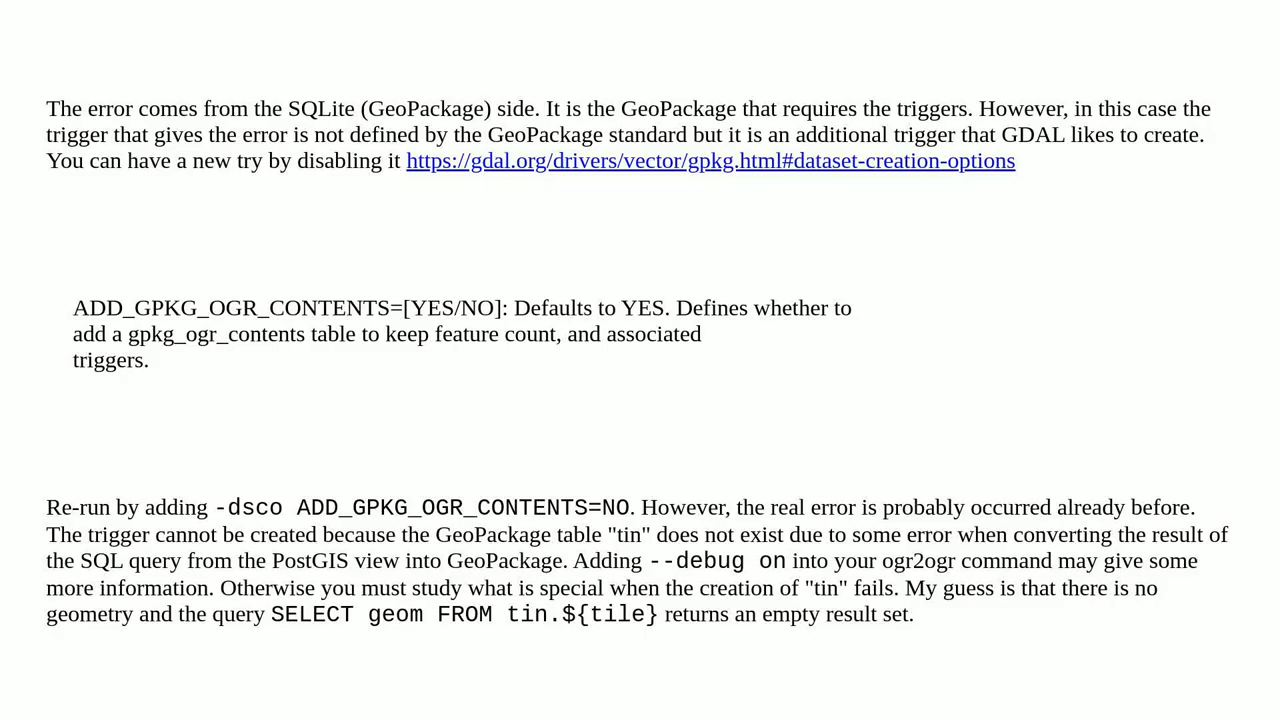 The error comes from the SQLite (GeoPackage) side. It is the GeoPackage that requires the triggers. However, in this case the
trigger that gives the error is not defined by the GeoPackage standard but it is an additional trigger that GDAL likes to create.
You can have a new try by disabling it https://gdal.org/drivers/vector/gpkg.html#dataset-creation-options
ADD_GPKG_OGR_CONTENTS=[YES/NO]: Defaults to YES. Defines whether to
add a gpkg_ogr_contents table to keep feature count, and associated
triggers.
Re-run by adding -dsco ADD_GPKG_OGR_CONTENTS=NO. However, the real error is probably occurred already before.
The trigger cannot be created because the GeoPackage table "tin" does not exist due to some error when converting the result of
the SQL query from the PostGIS view into GeoPackage. Adding --debug on into your ogr2ogr command may give some
more information. Otherwise you must study what is special when the creation of "tin" fails. My guess is that there is no
geometry and the query SELECT geom FROM tin.${tile} returns an empty result set.